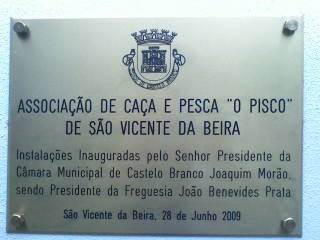 ASSOCIAÇÃO DE CAÇA E PESCA "O PISCO"
DE SÃO VICENTE DA BEIRA
Instalações Inauguradas pelo Senhor Presidente da
Câmara Municipal de Castelo Branco Joaquim Morão,
sendo Presidente da Freguesia João Benevides Prata
São Vicente da Beira, 28 de Junho 2009